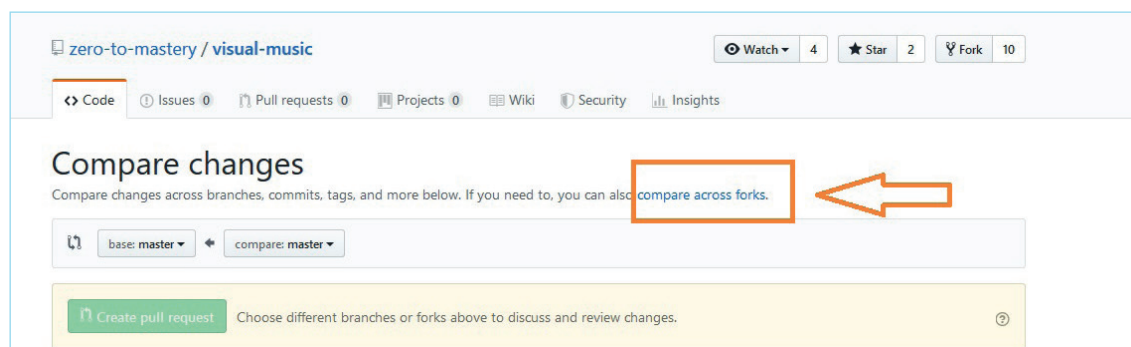 zero-to-mastery / visual-music Watch 4 Star 2 Fork 10
Code Issues 0 Pull requests 0 Projects 0 Wiki Security Insights
Compare changes
Compare changes across branches, commits, tags, and more below. If you need to, you can also compare across forks.
base: master compare: master
Create pull request Choose different branches or forks above to discuss and review changes.